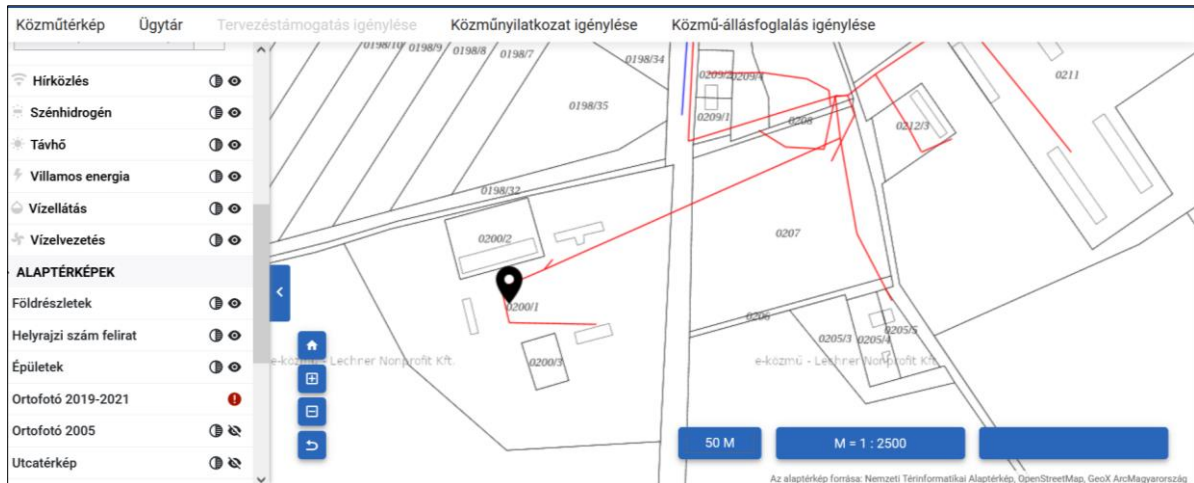 Közműtérkép Ügytár Tervezéstámogatás igénylése Közműnyilatkozat igénylése Közmű-állásfoglalás igénylése
Hírközlés
Szénhidrogén
Távhő
Villamos energia
Vízellátás
Vízelvezetés
ALAPTÉRKÉPEK
Földrészletek
Helyrajzi szám felirat
Épületek
Ortofotó 2019-2021
Ortofotó 2005
Utcatérkép
0198/10 0198/9 0198/8 0198/7
0198/34
0198/35
0209/4
0209/1
0208
0211
0212/3
0198/32
0200/2
0207
0200/1
0206
0205/3 0205/4 0205/5
0200/3
e-közmű - Lechner Nonprofit Kft.
e-közmű - Lechner Nonprofit Kft.
50 M
M = 1 : 2500
Az alaptérkép forrása: Nemzeti Térinformatikai Alaptérkép, OpenStreetMap, GeoX ArcMagyarország